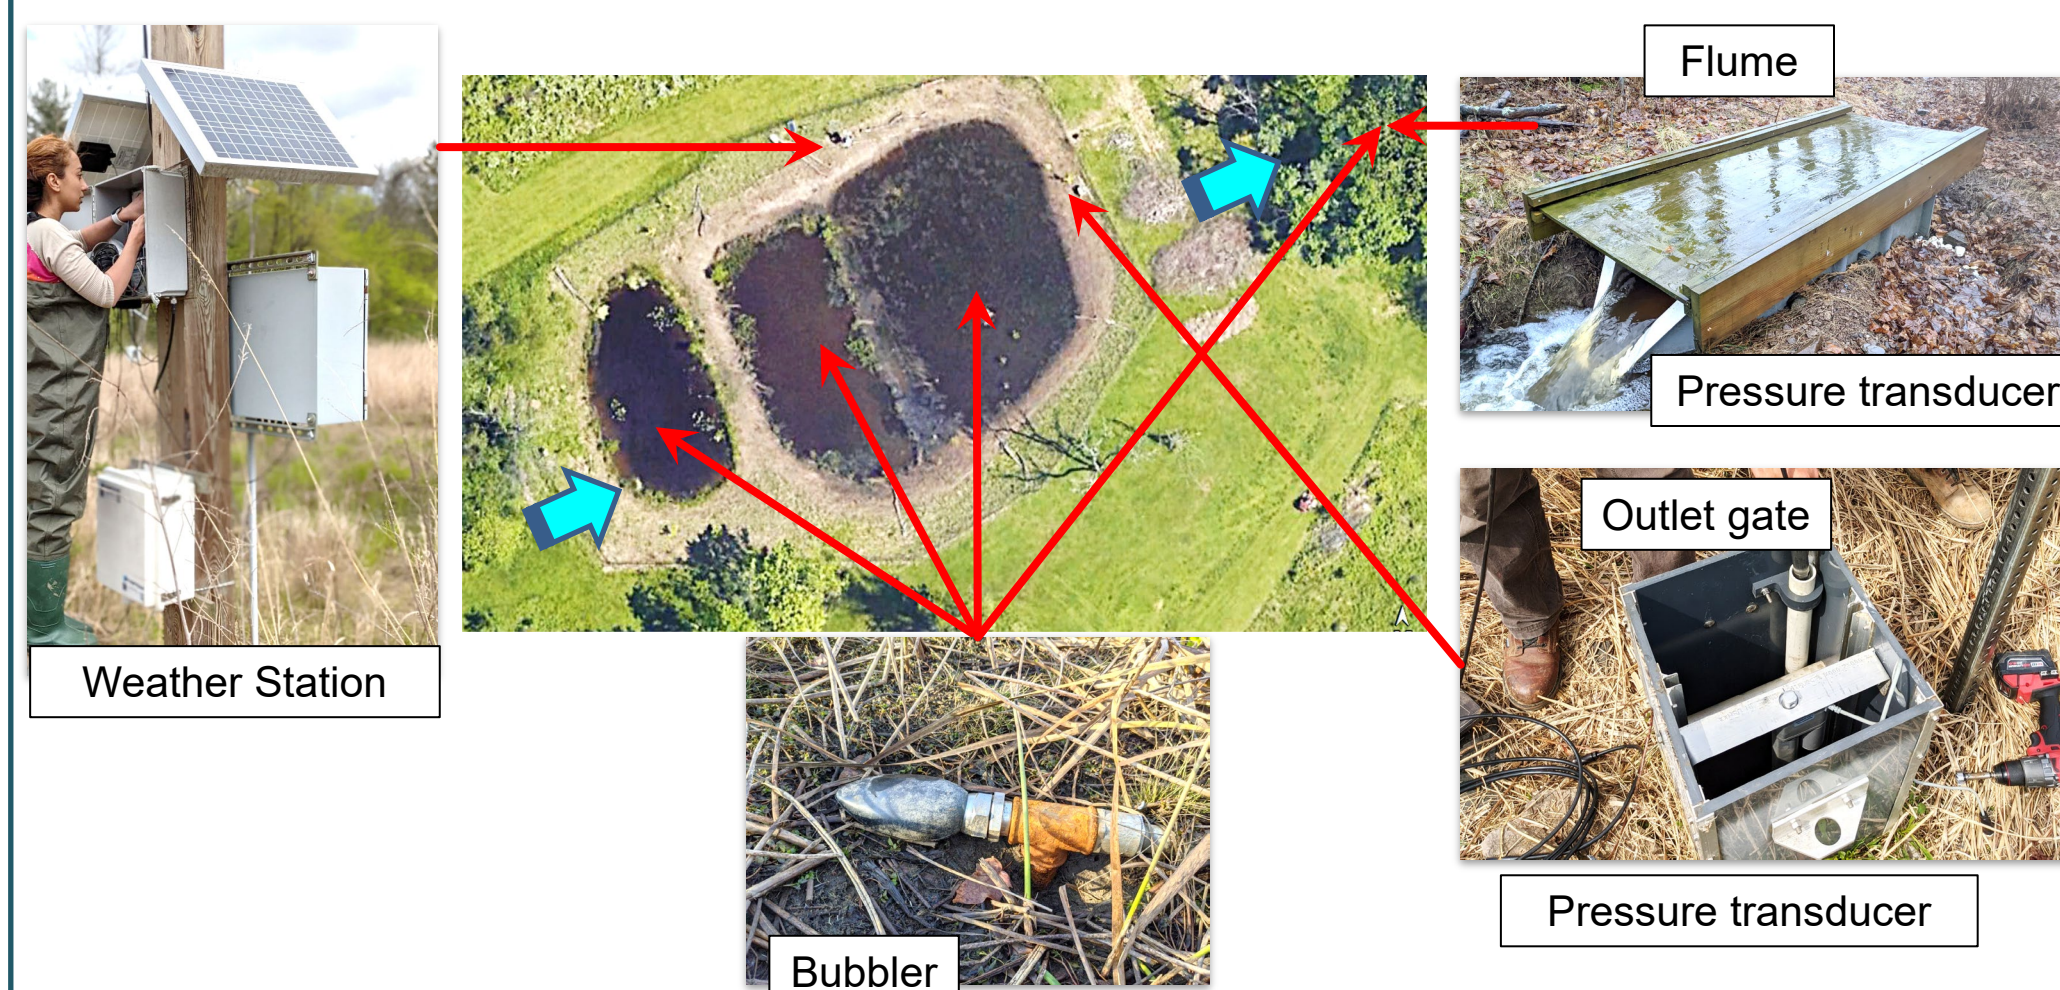 Flume
Pressure transducer
Outlet gate
Weather Station
Pressure transducer
Bubbler